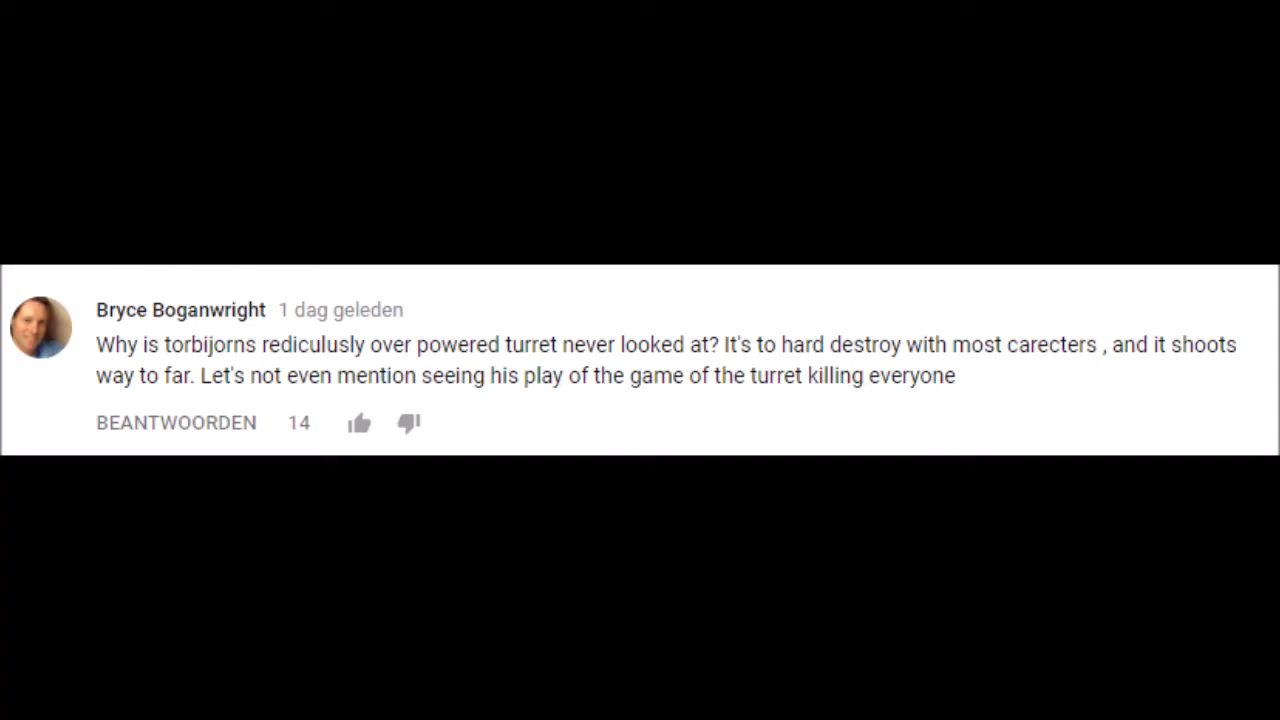 Bryce Boganwright 1 dag geleden
Why is torbijorns rediculusly over powered turret never looked at? It's to hard destroy with most carecters , and it shoots
way to far. Let's not even mention seeing his play of the game of the turret killing everyone
BEANTWOORDEN 14